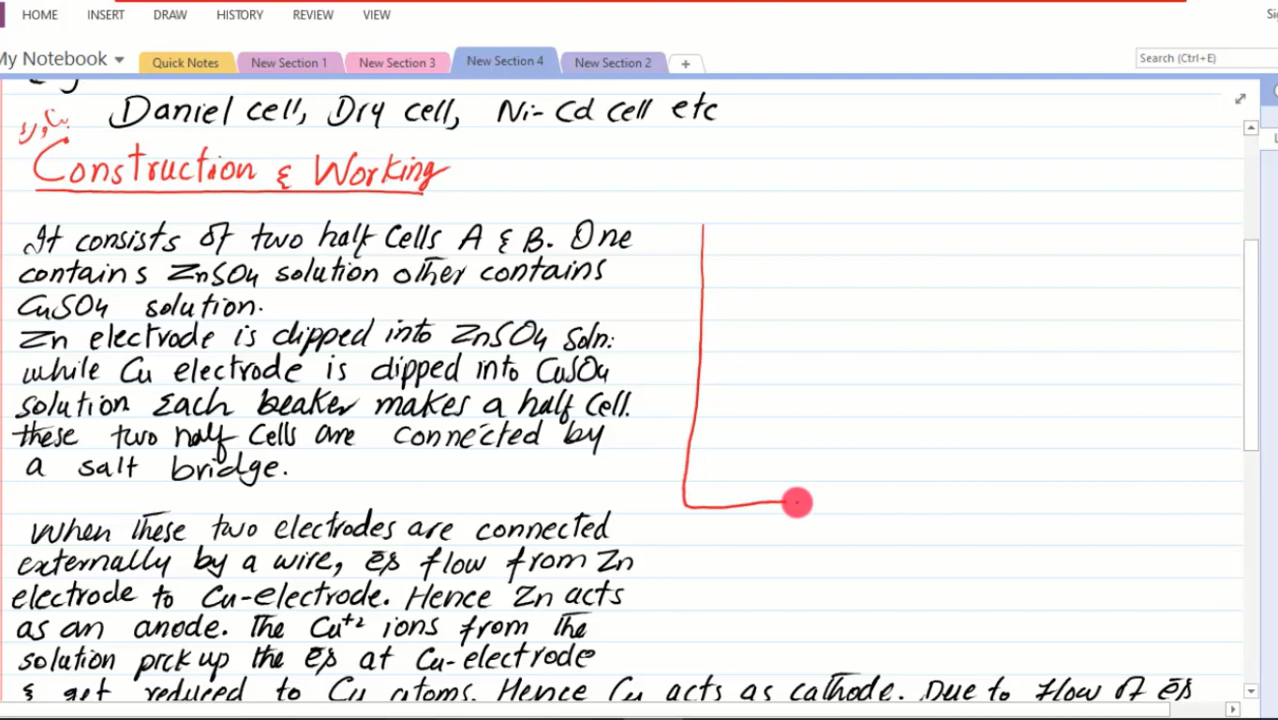 HOME INSERT DRAW HISTORY REVIEW VIEW
My Notebook Quick Notes New Section 1 New Section 3 New Section 4 New Section 2 + Search (Ctrl+E)
Daniel cell, Dry cell, Ni-Cd cell etc
Construction & Working
It consists of two half cells A & B. One
contains ZnSO4 solution other contains
CuSO4 solution.
Zn electrode is dipped into ZnSO4 soln:
while Cu electrode is dipped into CuSO4
solution Each beaker makes a half cell.
these two half cells are connected by
a salt bridge.
When these two electrodes are connected
externally by a wire, ēs flow from Zn
electrode to Cu-electrode. Hence Zn acts
as an anode. The Cu+2 ions from the
solution pick up the ēs at Cu-electrode
& get reduced to Cu atoms. Hence Cu acts as cathode. Due to flow of ēs